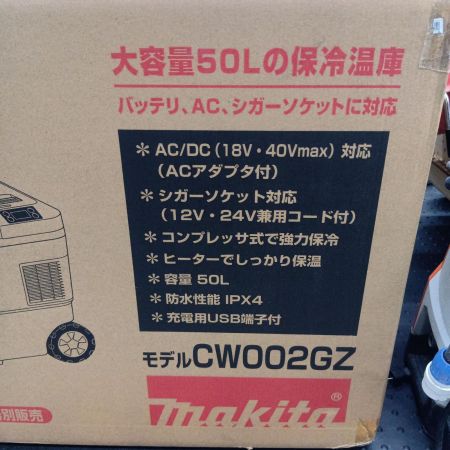 大容量50Lの保冷温庫
バッテリ、AC、シガーソケットに対応
＊AC/DC（18V・40Vmax）対応
（ACアダプタ付）
＊シガーソケット対応
（12V・24V兼用コード付）
＊コンプレッサ式で強力保冷
＊ヒーターでしっかり保温
＊容量 50L
＊防水性能 IPX4
＊充電用USB端子付
モデルCW002GZ
makita
別販売